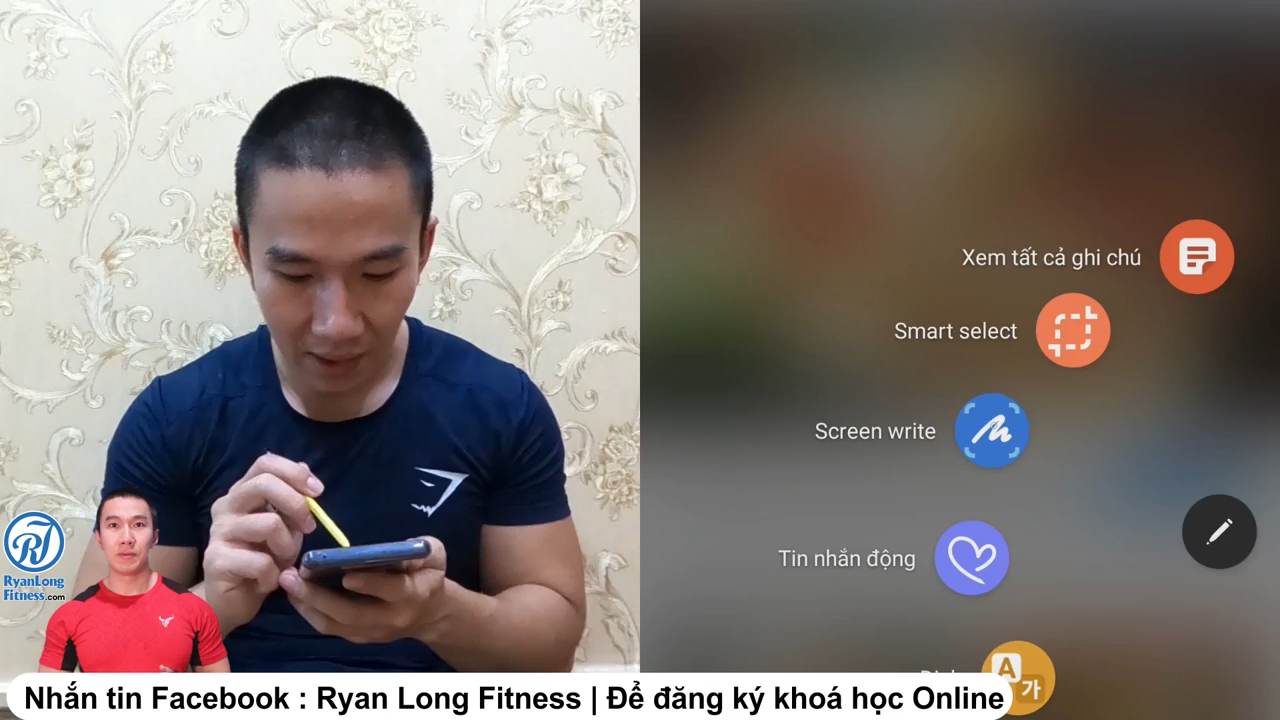 Xem tất cả ghi chú
Smart select
Screen write
Tin nhắn động
A
가
RyanLong
Fitness.com
Nhắn tin Facebook : Ryan Long Fitness | Để đăng ký khoá học Online